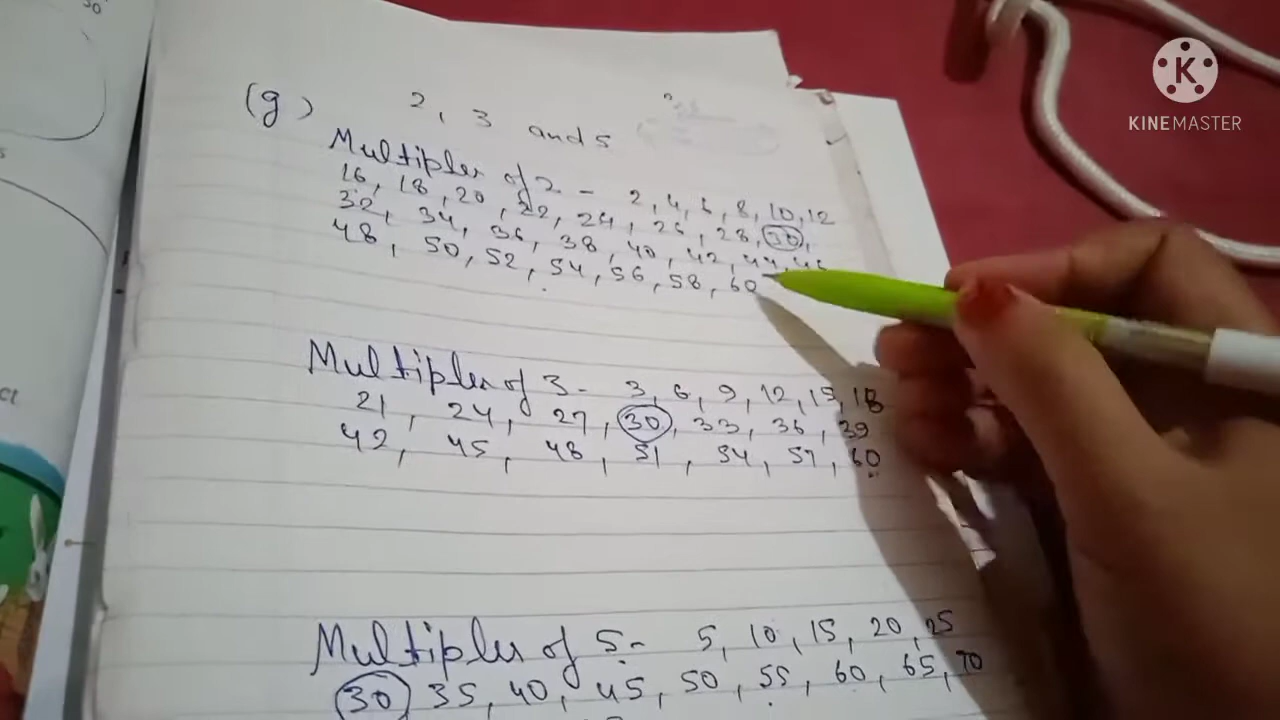 (g) 2, 3 and 5
Multiples of 2 - 2, 4, 6, 8, 10, 12
16, 18, 20, 22, 24, 26, 28, 30,
32, 34, 36, 38, 40, 42, 44, 46
48, 50, 52, 54, 56, 58, 60
Multiples of 3- 3, 6, 9, 12, 15, 18
21, 24, 27, 30, 33, 36, 39
42, 45, 48, 51, 54, 57, 60
Multiples of 5- 5, 10, 15, 20, 25
30 35, 40, 45, 50, 55, 60, 65, 70
K
KINEMASTER